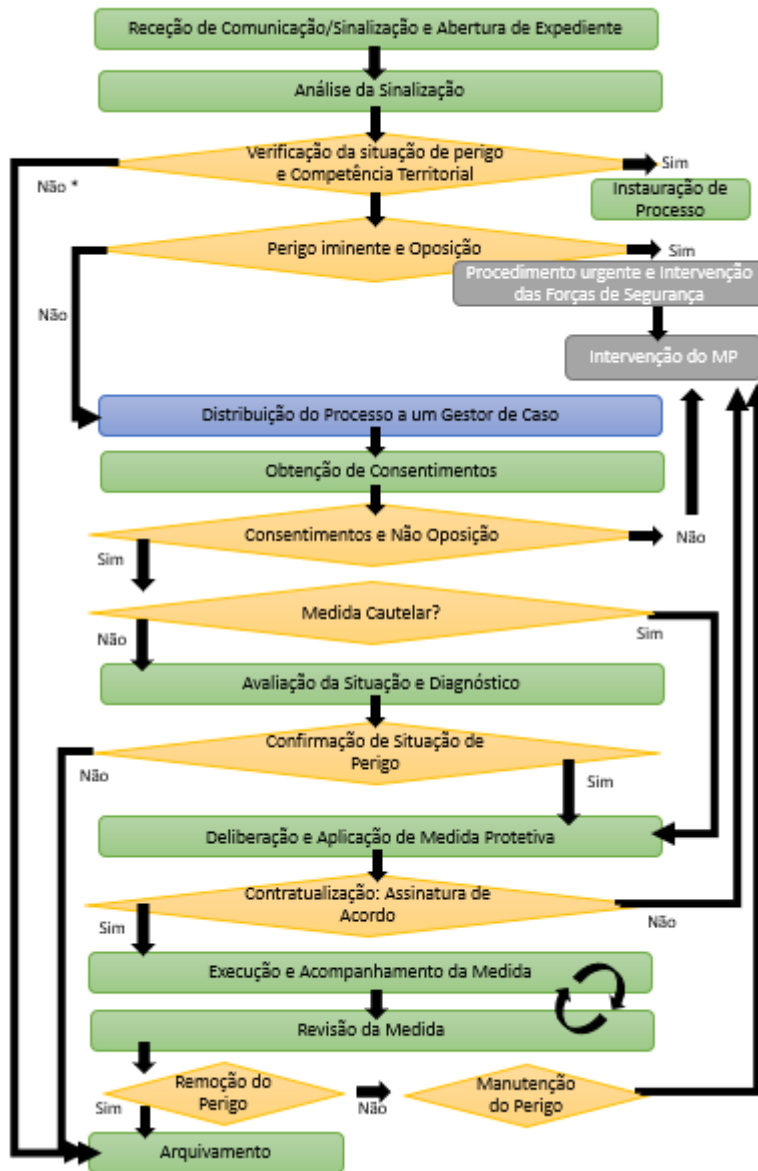 Receção de Comunicação/Sinalização e Abertura de Expediente
Análise da Sinalização
Verificação da situação de perigo
e Competência Territorial
Sim
Não *
Instauração de
Processo
Perigo iminente e Oposição
Sim
Procedimento urgente e Intervenção
das Forças de Segurança
Não
Intervenção do MP
Distribuição do Processo a um Gestor de Caso
Obtenção de Consentimentos
Consentimentos e Não Oposição
Não
Sim
Medida Cautelar?
Não
Sim
Avaliação da Situação e Diagnóstico
Confirmação de Situação de
Perigo
Não
Sim
Deliberação e Aplicação de Medida Protetiva
Contratualização: Assinatura de
Acordo
Não
Sim
Execução e Acompanhamento da Medida
Revisão da Medida
Remoção do
Perigo
Manutenção
do Perigo
Sim
Não
Arquivamento